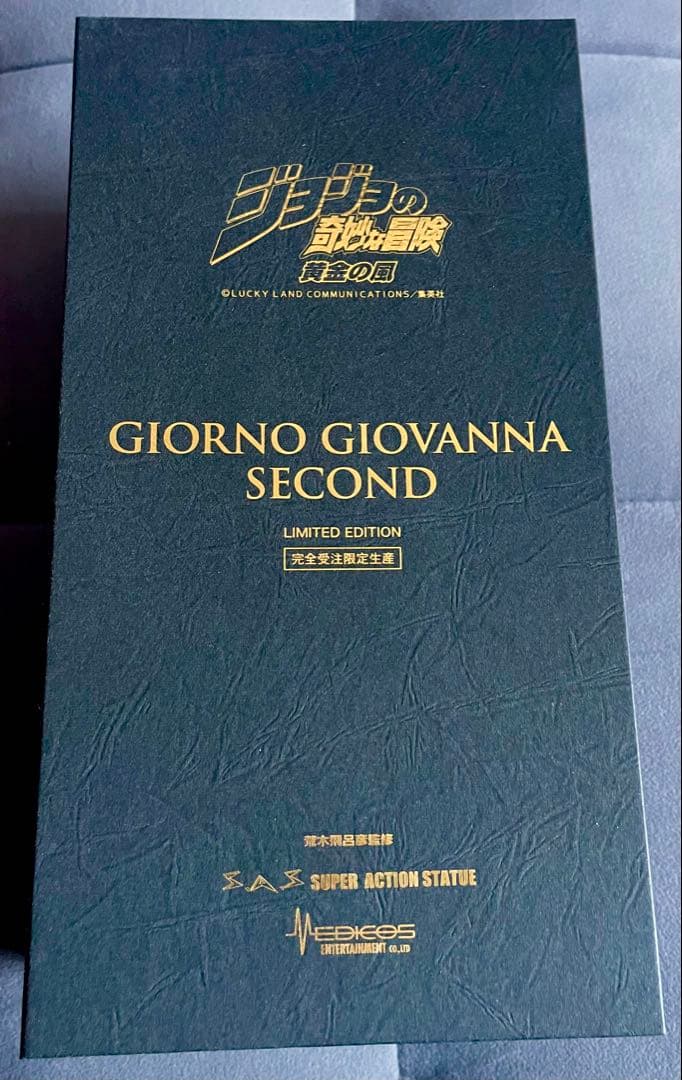 ジョジョの
奇妙な冒険
黄金の風
©LUCKY LAND COMMUNICATIONS/集英社
GIORNO GIOVANNA
SECOND
LIMITED EDITION
完全受注限定生産
荒木飛呂彦監修
SAS SUPER ACTION STATUE
MEDICOS
ENTERTAINMENT CO.,LTD